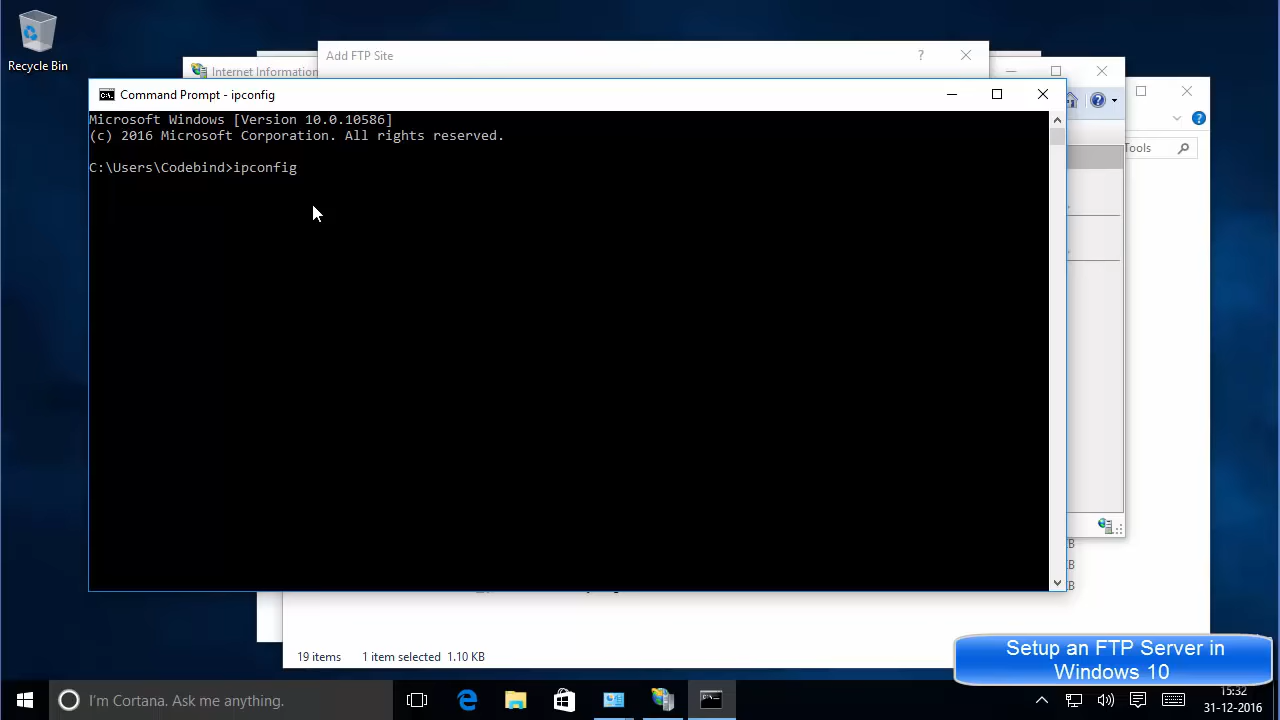 Recycle Bin
Add FTP Site
?
Internet Information
Command Prompt - ipconfig
Microsoft Windows [Version 10.0.10586]
(c) 2016 Microsoft Corporation. All rights reserved.
C:\Users\Codebind>ipconfig
Tools
B
B
B
19 items
1 item selected 1.10 KB
Setup an FTP Server in
Windows 10
I'm Cortana. Ask me anything.
15:32
31-12-2016